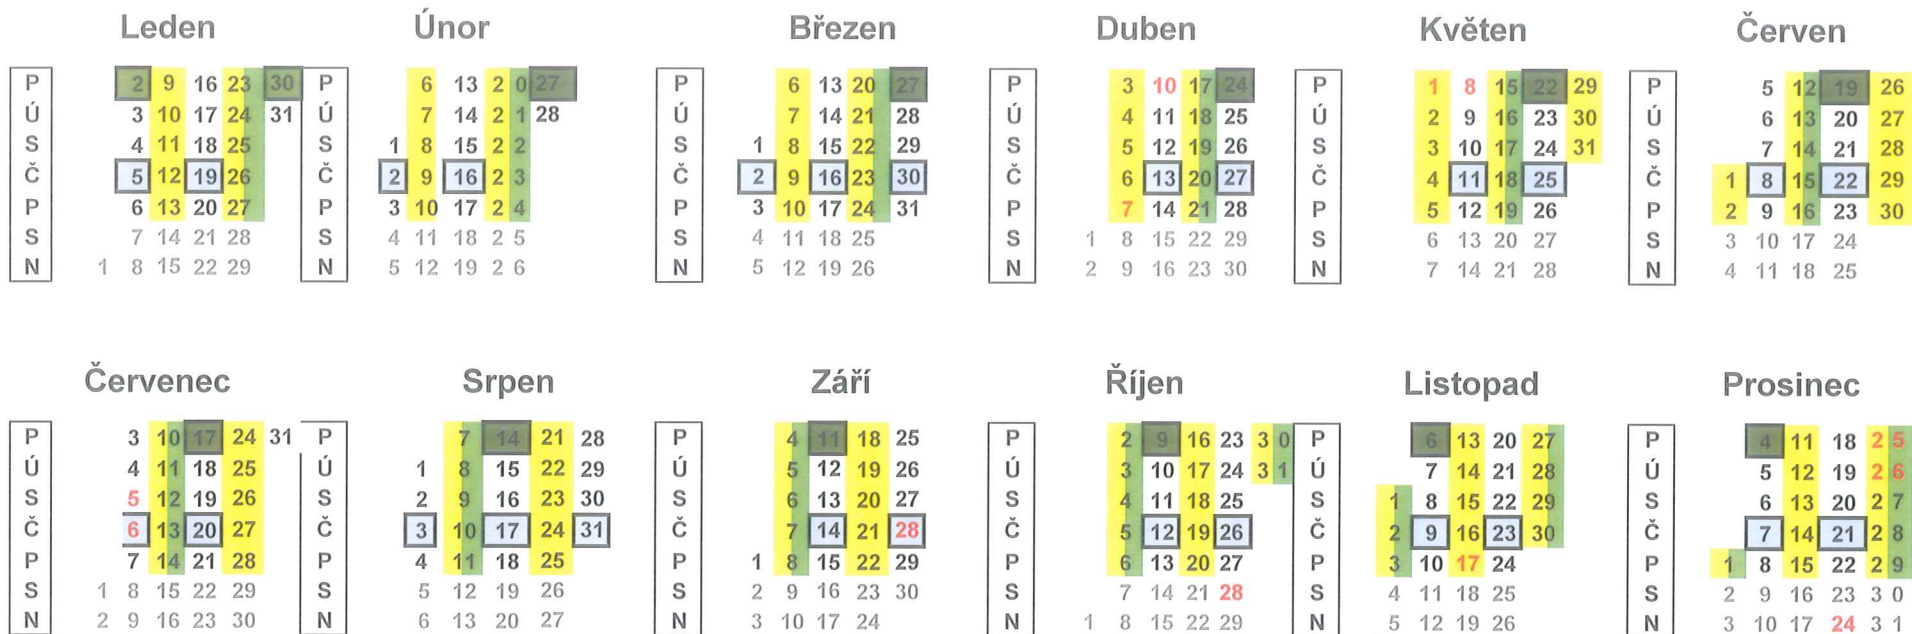 Leden Únor Březen Duben Květen Červen
P 2 9 16 23 30 P 6 13 20 27 P 6 13 20 27 P 3 10 17 24 P 1 8 15 22 29 P 5 12 19 26
Ú 3 10 17 24 31 Ú 7 14 21 28 Ú 7 14 21 28 Ú 4 11 18 25 Ú 2 9 16 23 30 Ú 6 13 20 27
S 4 11 18 25 S 1 8 15 22 S 1 8 15 22 29 S 5 12 19 26 S 3 10 17 24 31 S 7 14 21 28
Č 5 12 19 26 Č 2 9 16 23 Č 2 9 16 23 30 Č 6 13 20 27 Č 4 11 18 25 Č 1 8 15 22 29
P 6 13 20 27 P 3 10 17 24 P 3 10 17 24 31 P 7 14 21 28 P 5 12 19 26 P 2 9 16 23 30
S 7 14 21 28 S 4 11 18 25 S 4 11 18 25 S 1 8 15 22 29 S 6 13 20 27 S 3 10 17 24
N 1 8 15 22 29 N 5 12 19 26 N 5 12 19 26 N 2 9 16 23 30 N 7 14 21 28 N 4 11 18 25
Červenec Srpen Září Říjen Listopad Prosinec
P 3 10 17 24 31 P 7 14 21 28 P 4 11 18 25 P 2 9 16 23 30 P 6 13 20 27 P 4 11 18 25
Ú 4 11 18 25 Ú 1 8 15 22 29 Ú 5 12 19 26 Ú 3 10 17 24 31 Ú 7 14 21 28 Ú 5 12 19 26
S 5 12 19 26 S 2 9 16 23 30 S 6 13 20 27 S 4 11 18 25 S 1 8 15 22 29 S 6 13 20 27
Č 6 13 20 27 Č 3 10 17 24 31 Č 7 14 21 28 Č 5 12 19 26 Č 2 9 16 23 30 Č 7 14 21 28
P 7 14 21 28 P 4 11 18 25 P 1 8 15 22 29 P 6 13 20 27 P 3 10 17 24 P 1 8 15 22 29
S 1 8 15 22 29 S 5 12 19 26 S 2 9 16 23 30 S 7 14 21 28 S 4 11 18 25 S 2 9 16 23 30
N 2 9 16 23 30 N 6 13 20 27 N 3 10 17 24 N 1 8 15 22 29 N 5 12 19 26 N 3 10 17 24 31